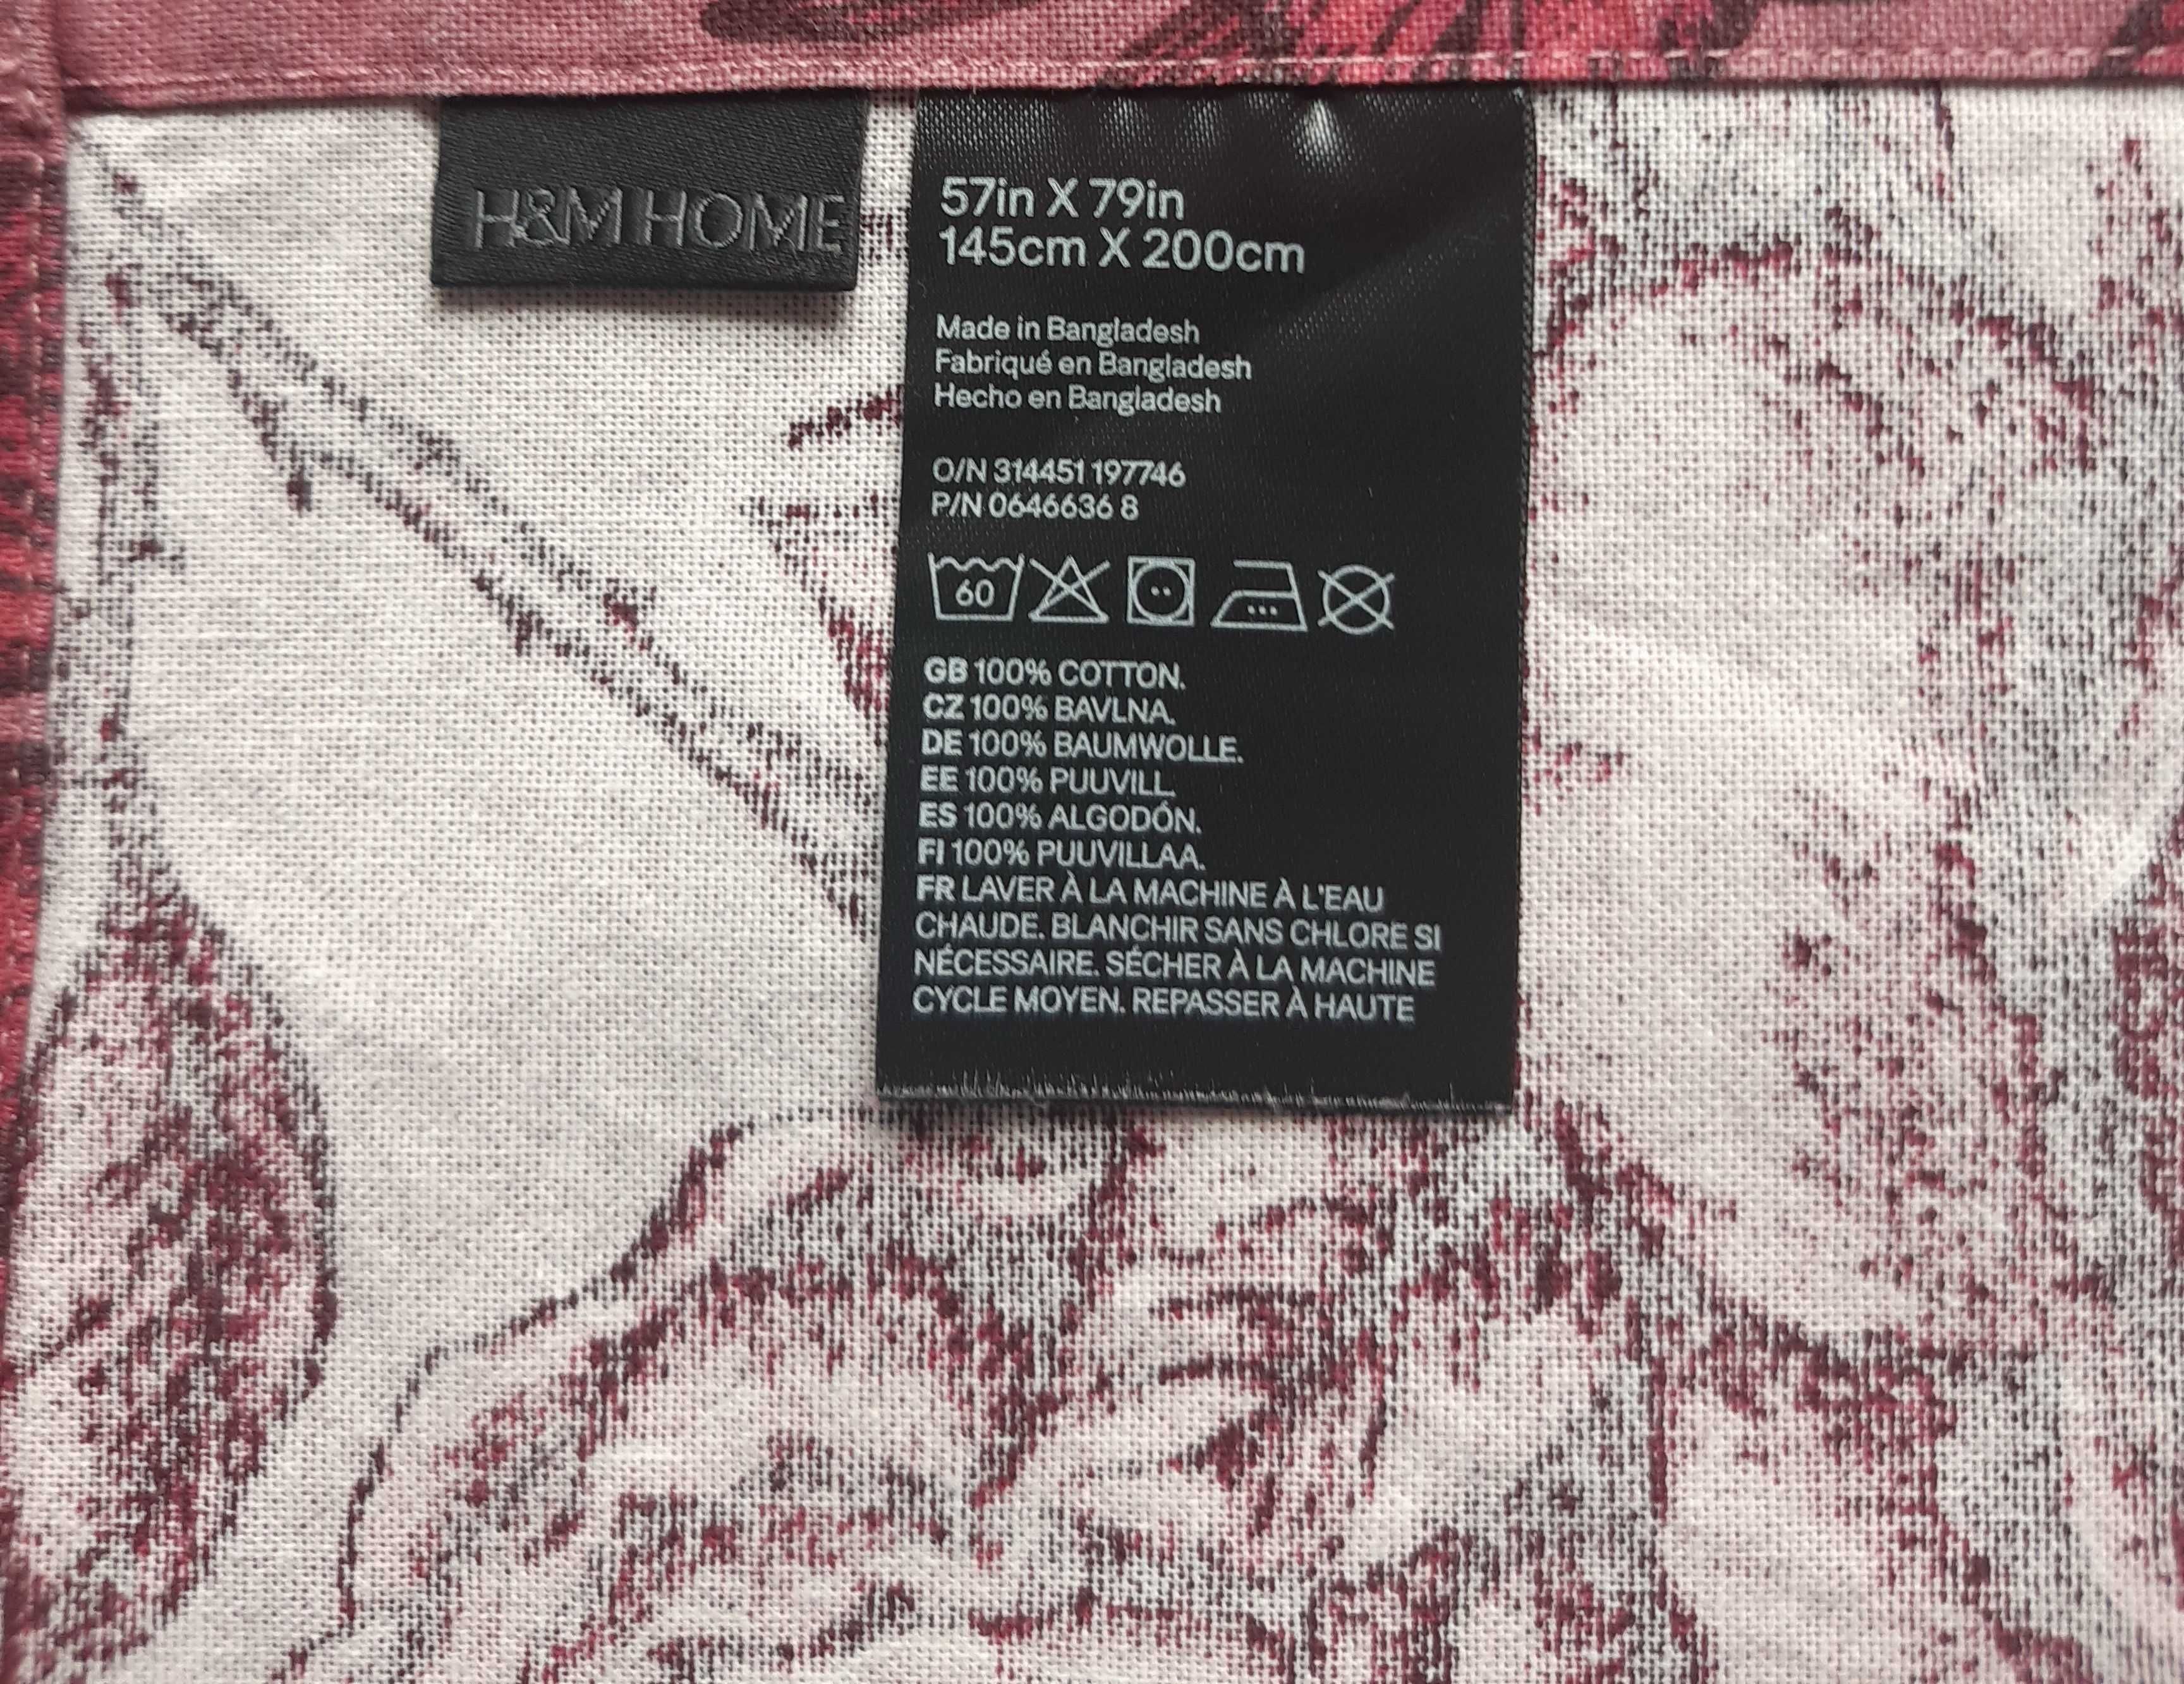 H&M HOME
57in X 79in
145cm X 200cm
Made in Bangladesh
Fabriqué en Bangladesh
Hecho en Bangladesh
O/N 314451 197746
P/N 0646636 8
60
GB 100% COTTON.
CZ 100% BAVLNA.
DE 100% BAUMWOLLE.
EE 100% PUUVILL.
ES 100% ALGODÓN.
FI 100% PUUVILLAA.
FR LAVER À LA MACHINE À L'EAU
CHAUDE. BLANCHIR SANS CHLORE SI
NÉCESSAIRE. SÉCHER À LA MACHINE
CYCLE MOYEN. REPASSER À HAUTE